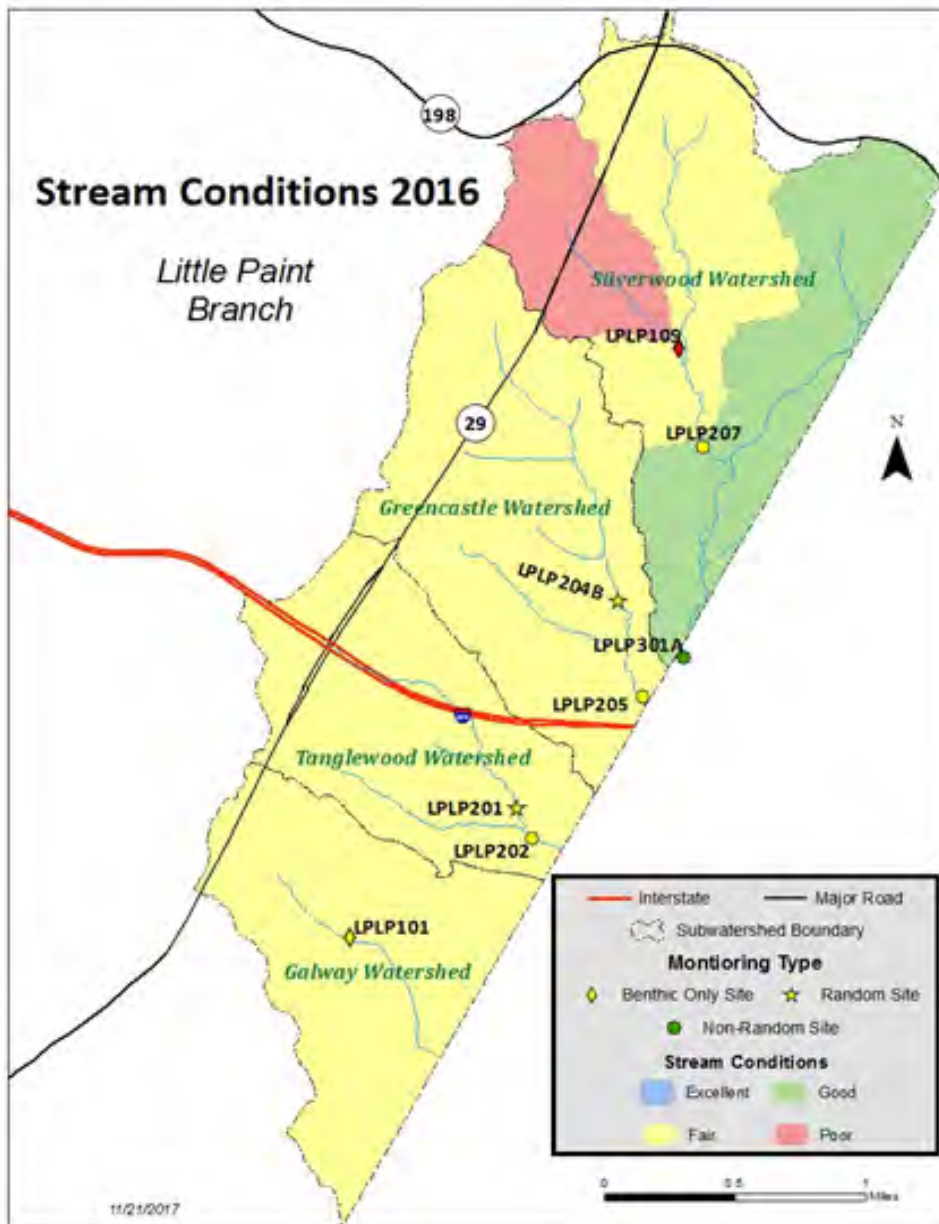 198
Stream Conditions 2016
Little Paint
Branch
Silverwood Watershed
LPLP109
29
LPLP207
N
Greencastle Watershed
LPLP204B
LPLP301A
LPLP205
Tanglewood Watershed
LPLP201
LPLP202
LPLP101
Galway Watershed
Interstate
Major Road
Subwatershed Boundary
Montioring Type
Benthic Only Site
Random Site
Non-Random Site
Stream Conditions
Excellent
Good
Fair
Poor
0 0.5 1
Miles
11/21/2017